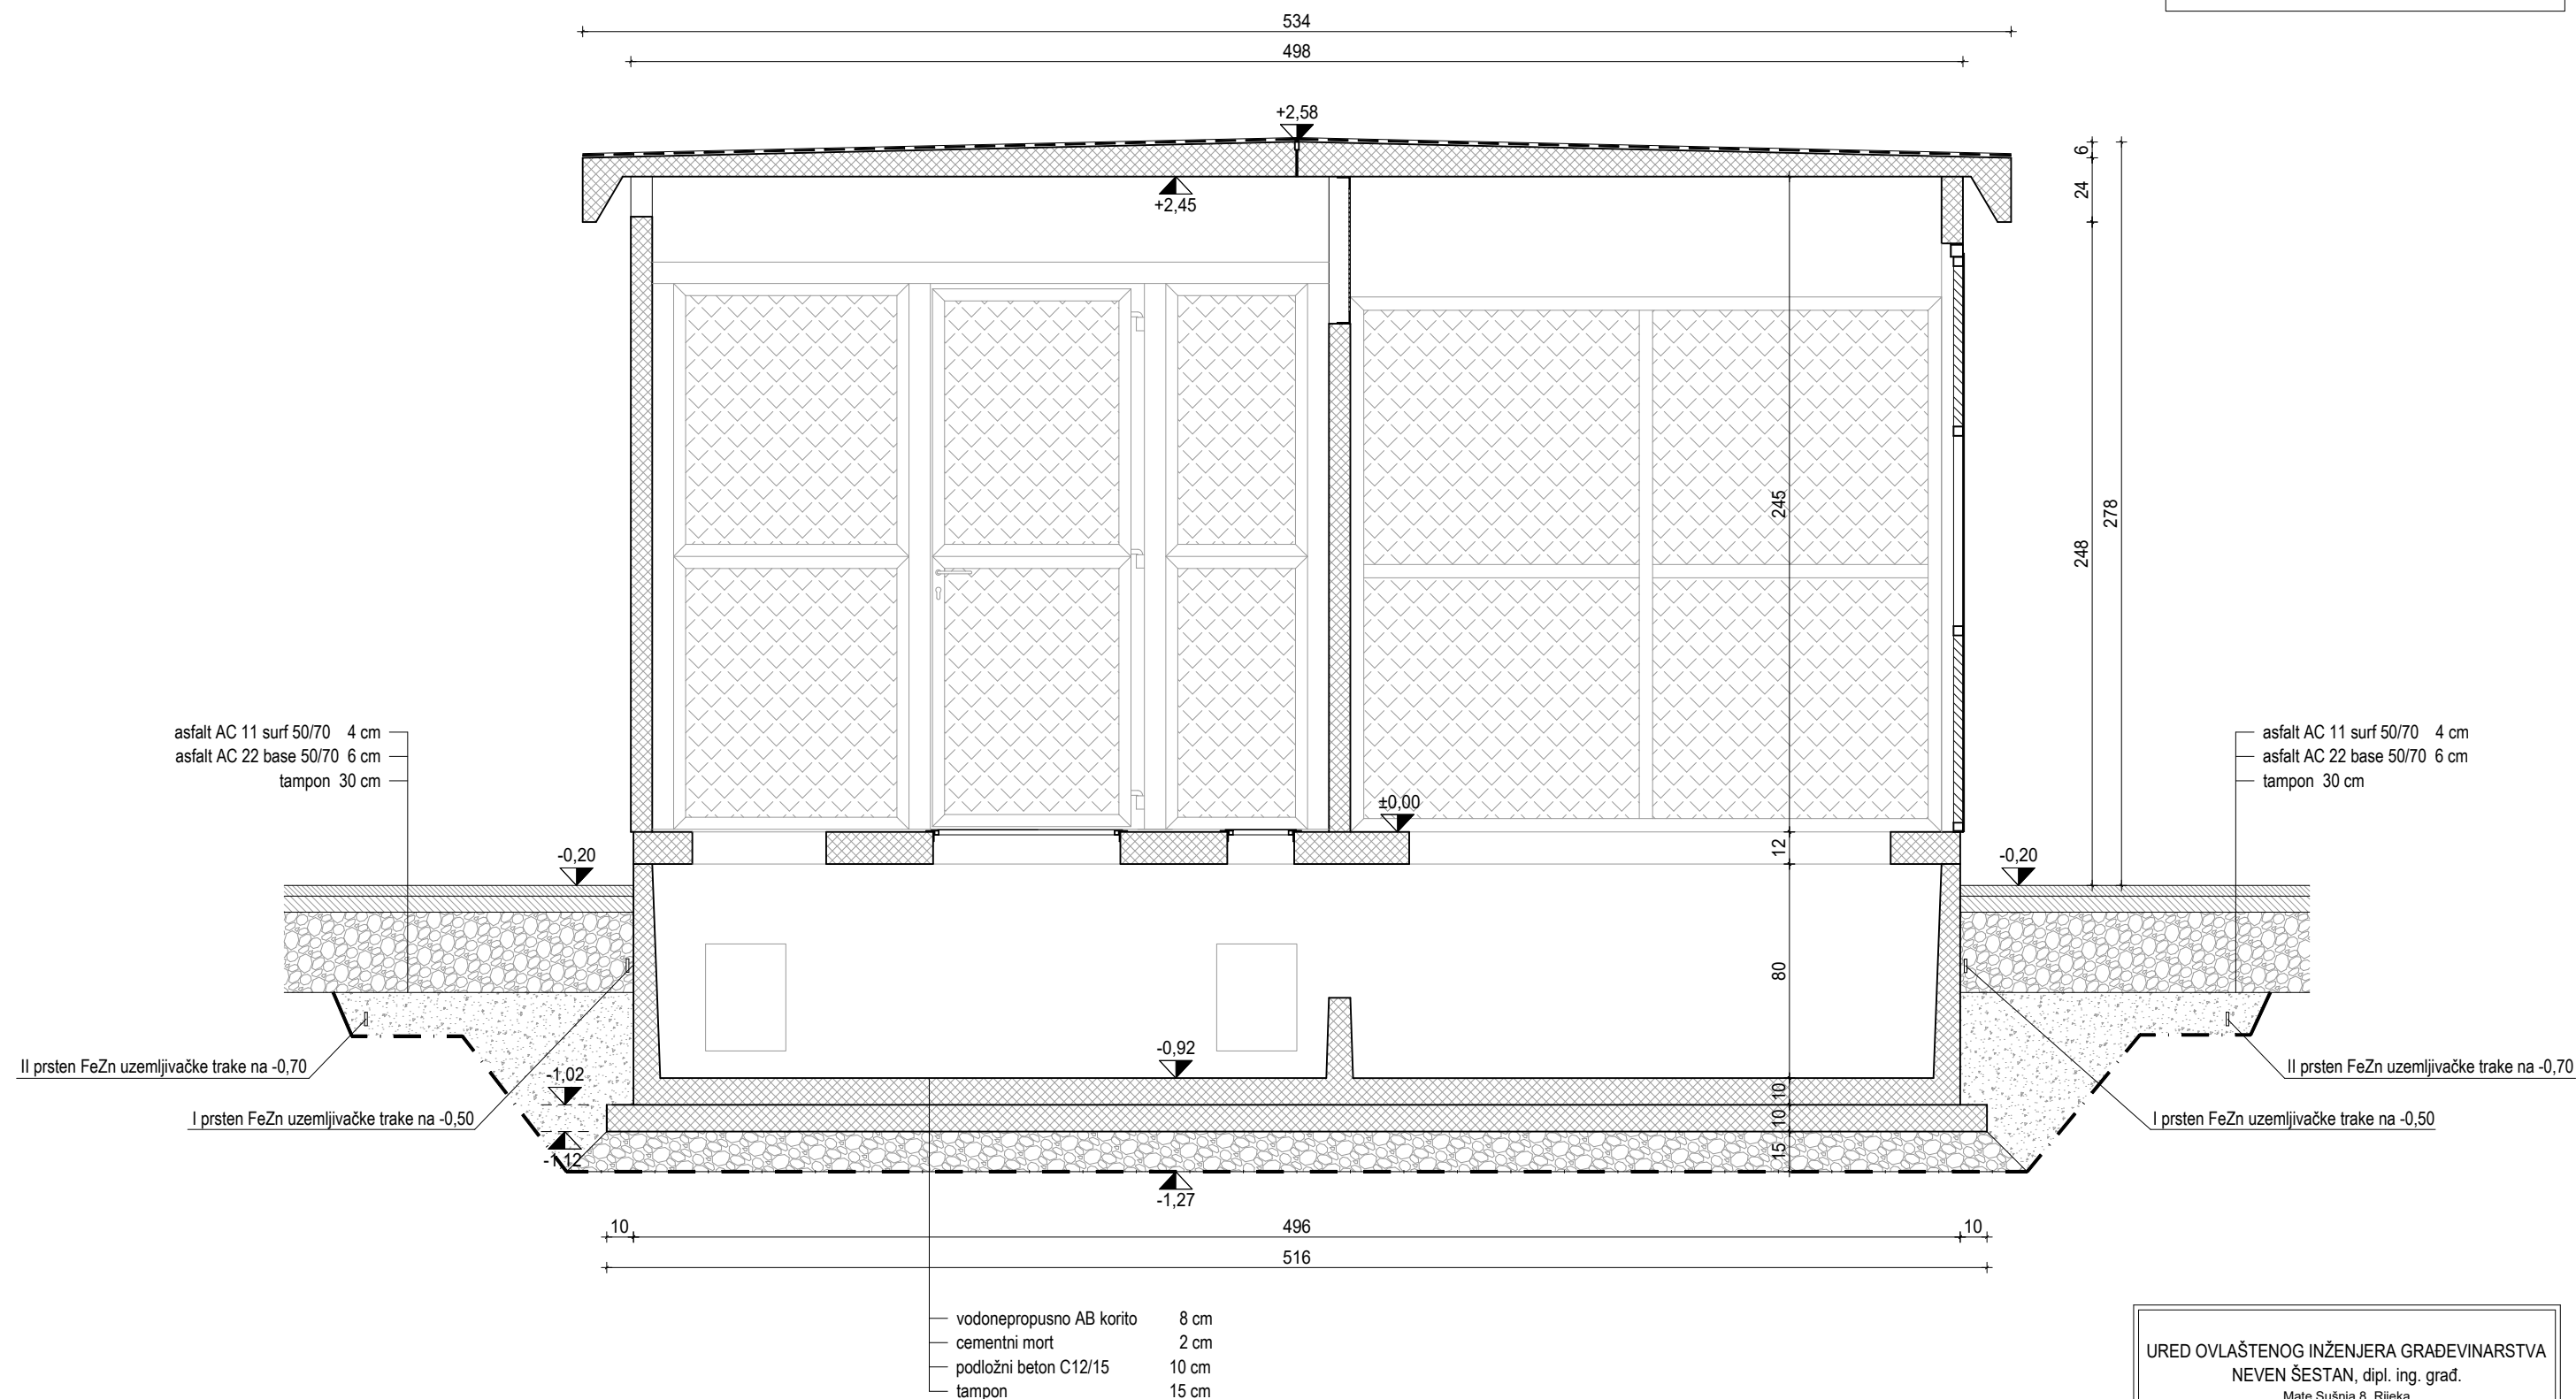 534
498
+2,58
+2,45
6
24
245
248
278
asfalt AC 11 surf 50/70 4 cm
asfalt AC 22 base 50/70 6 cm
tampon 30 cm
asfalt AC 11 surf 50/70 4 cm
asfalt AC 22 base 50/70 6 cm
tampon 30 cm
±0,00
12
-0,20
-0,20
80
-0,92
II prsten FeZn uzemljivačke trake na -0,70
II prsten FeZn uzemljivačke trake na -0,70
-1,02
10
I prsten FeZn uzemljivačke trake na -0,50
I prsten FeZn uzemljivačke trake na -0,50
10
-1,12
15
-1,27
10
496
10
516
vodonepropusno AB korito 8 cm
cementni mort 2 cm
podložni beton C12/15 10 cm
tampon 15 cm
URED OVLAŠTENOG INŽENJERA GRAĐEVINARSTVA
NEVEN ŠESTAN, dipl. ing. građ.
Mate Sušnja 8, Rijeka